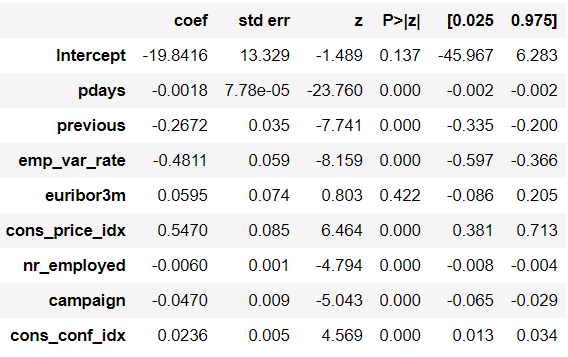 coef std err z P>|z| [0.025 0.975]
Intercept -19.8416 13.329 -1.489 0.137 -45.967 6.283
pdays -0.0018 7.78e-05 -23.760 0.000 -0.002 -0.002
previous -0.2672 0.035 -7.741 0.000 -0.335 -0.200
emp_var_rate -0.4811 0.059 -8.159 0.000 -0.597 -0.366
euribor3m 0.0595 0.074 0.803 0.422 -0.086 0.205
cons_price_idx 0.5470 0.085 6.464 0.000 0.381 0.713
nr_employed -0.0060 0.001 -4.794 0.000 -0.008 -0.004
campaign -0.0470 0.009 -5.043 0.000 -0.065 -0.029
cons_conf_idx 0.0236 0.005 4.569 0.000 0.013 0.034